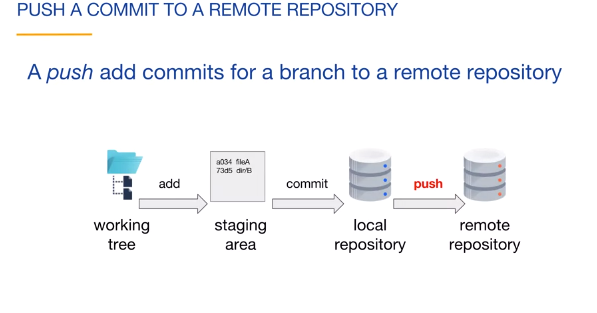 PUSH A COMMIT TO A REMOTE REPOSITORY
A push add commits for a branch to a remote repository
a034 fileA
73d5 dir/B
add
commit
push
working
tree
staging
area
local
repository
remote
repository